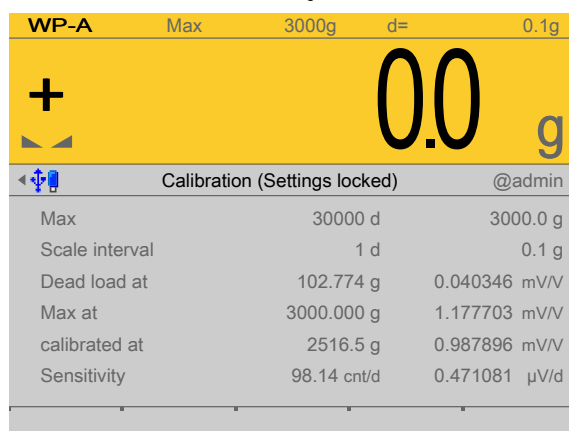 WP-A Max 3000g d= 0.1g
+ 0.0 g
Calibration (Settings locked) @admin
Max 30000 d 3000.0 g
Scale interval 1 d 0.1 g
Dead load at 102.774 g 0.040346 mV/V
Max at 3000.000 g 1.177703 mV/V
calibrated at 2516.5 g 0.987896 mV/V
Sensitivity 98.14 cnt/d 0.471081 µV/d